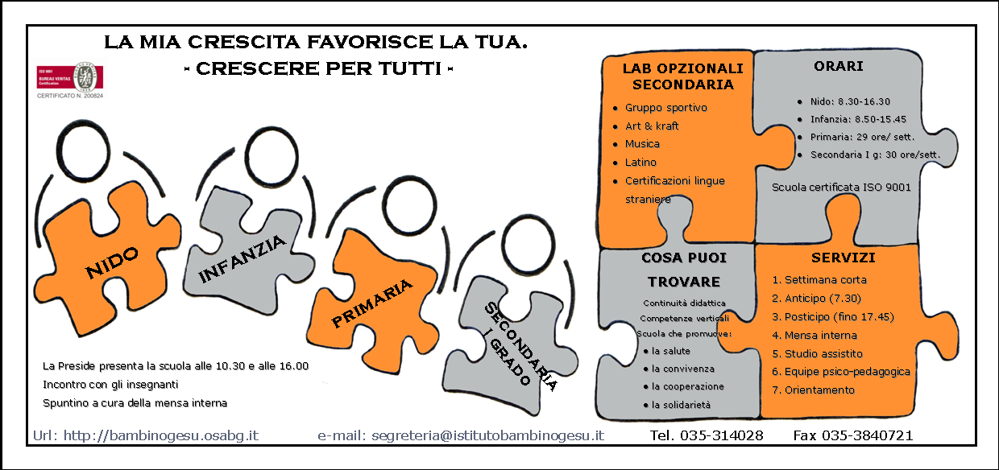 LA MIA CRESCITA FAVORISCE LA TUA.
- CRESCERE PER TUTTI -
ISO 9001
BUREAU VERITAS
Certification
CERTIFICATO N. 200824
NIDO
INFANZIA
PRIMARIA
SECONDARIA
I GRADO
La Preside presenta la scuola alle 10.30 e alle 16.00
Incontro con gli insegnanti
Spuntino a cura della mensa interna
LAB OPZIONALI
SECONDARIA
• Gruppo sportivo
• Art & kraft
• Musica
• Latino
• Certificazioni lingue
straniere
ORARI
• Nido: 8.30-16.30
• Infanzia: 8.50-15.45
• Primaria: 29 ore/ sett.
• Secondaria I g: 30 ore/sett.
Scuola certificata ISO 9001
COSA PUOI
TROVARE
Continuità didattica
Competenze verticali
Scuola che promuove:
• la salute
• la convivenza
• la cooperazione
• la solidarietà
SERVIZI
1. Settimana corta
2. Anticipo (7.30)
3. Posticipo (fino 17.45)
4. Mensa interna
5. Studio assistito
6. Equipe psico-pedagogica
7. Orientamento
Url: http://bambinogesu.osabg.it e-mail: segreteria@istitutobambinogesu.it Tel. 035-314028 Fax 035-3840721